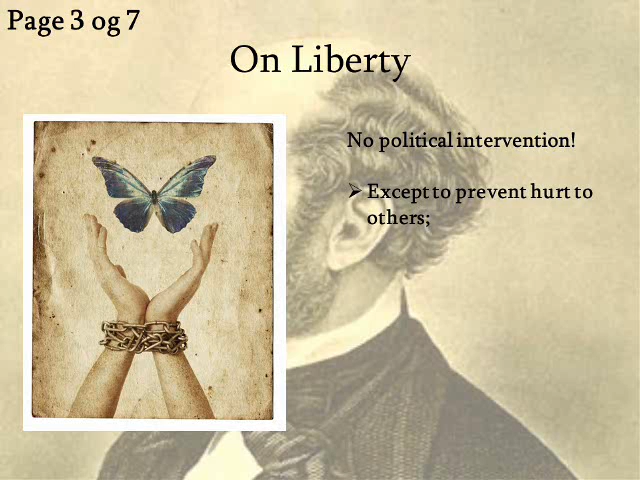 Page 3 og 7
On Liberty
No political intervention!
➢ Except to prevent hurt to
others;